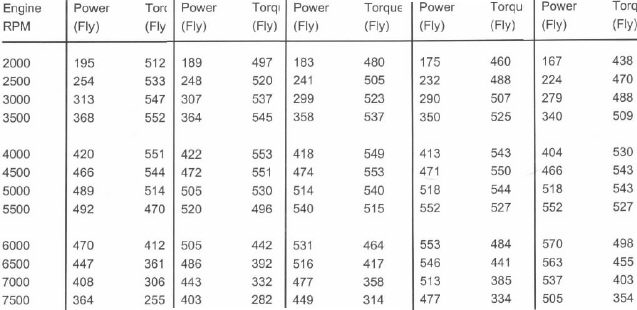 Engine Power Torc Power Torqu Power Torque Power Torqu Power Torq
RPM (Fly) (Fly (Fly) (Fly) (Fly) (Fly) (Fly) (Fly) (Fly) (Fly)
2000 195 512 189 497 183 480 175 460 167 438
2500 254 533 248 520 241 505 232 488 224 470
3000 313 547 307 537 299 523 290 507 279 488
3500 368 552 364 545 358 537 350 525 340 509
4000 420 551 422 553 418 549 413 543 404 530
4500 466 544 472 551 474 553 471 550 466 543
5000 489 514 505 530 514 540 518 544 518 543
5500 492 470 520 496 540 515 552 527 552 527
6000 470 412 505 442 531 464 553 484 570 498
6500 447 361 486 392 516 417 546 441 563 455
7000 408 306 443 332 477 358 513 385 537 403
7500 364 255 403 282 449 314 477 334 505 354